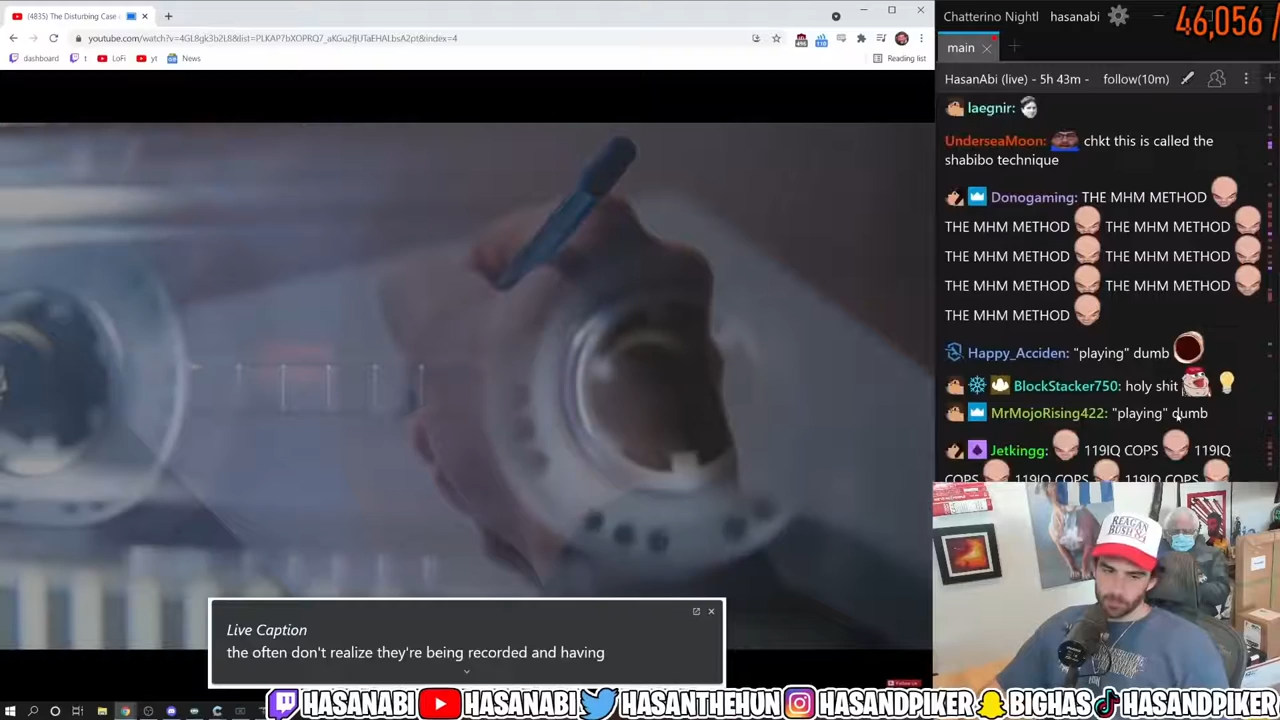 (4835) The Disturbing Case
youtube.com/watch?v=4GL8gk3b2L8&list=PLKAP7bXOPRQ7_aKGu2fjUTaEHALbsA2pt&index=4
dashboard
t
LoFi
yt
News
Reading list
Chatterino Nightl
hasanabi
46,056 /
main
HasanAbi (live) - 5h 43m -
follow(10m)
laegnir:
UnderseaMoon: chkt this is called the
shabibo technique
Donogaming: THE MHM METHOD
THE MHM METHOD THE MHM METHOD
THE MHM METHOD THE MHM METHOD
THE MHM METHOD THE MHM METHOD
THE MHM METHOD
Happy_Acciden: "playing" dumb
BlockStacker750: holy shit
MrMojoRising422: "playing" dumb
Jetkingg: 119IQ COPS 119IQ
COPS
REAGAN
BUSH
Live Caption
the often don't realize they're being recorded and having
HASANABI HASANABI HASANTHEHUN HASANDPIKER BIGHAS HASANDPIKER